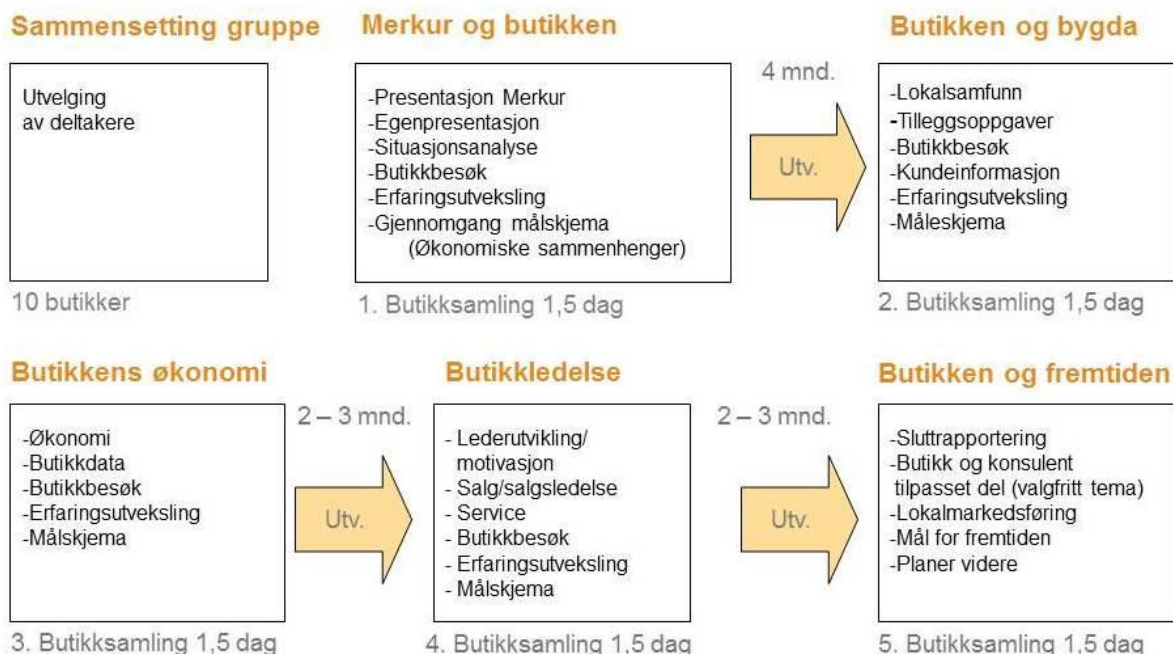 Sammensetting gruppe
Utvelging
av deltakere
10 butikker
Merkur og butikken
-Presentasjon Merkur
-Egenpresentasjon
-Situasjonsanalyse
-Butikkbesøk
-Erfaringsutveksling
-Gjennomgang målskjema
(Økonomiske sammenhenger)
1. Butikksamling 1,5 dag
4 mnd.
Utv.
Butikken og bygda
-Lokalsamfunn
-Tilleggsoppgaver
-Butikkbesøk
-Kundeinformasjon
-Erfaringsutveksling
-Måleskjema
2. Butikksamling 1,5 dag
Butikkens økonomi
-Økonomi
-Butikkdata
-Butikkbesøk
-Erfaringsutveksling
-Målskjema
3. Butikksamling 1,5 dag
2 – 3 mnd.
Utv.
Butikkledelse
- Lederutvikling/
motivasjon
- Salg/salgsledelse
- Service
- Butikkbesøk
- Erfaringsutveksling
- Målskjema
4. Butikksamling 1,5 dag
2 – 3 mnd.
Utv.
Butikken og fremtiden
-Sluttrapportering
-Butikk og konsulent
tilpasset del (valgfritt tema)
-Lokalmarkedsføring
-Mål for fremtiden
-Planer videre
5. Butikksamling 1,5 dag